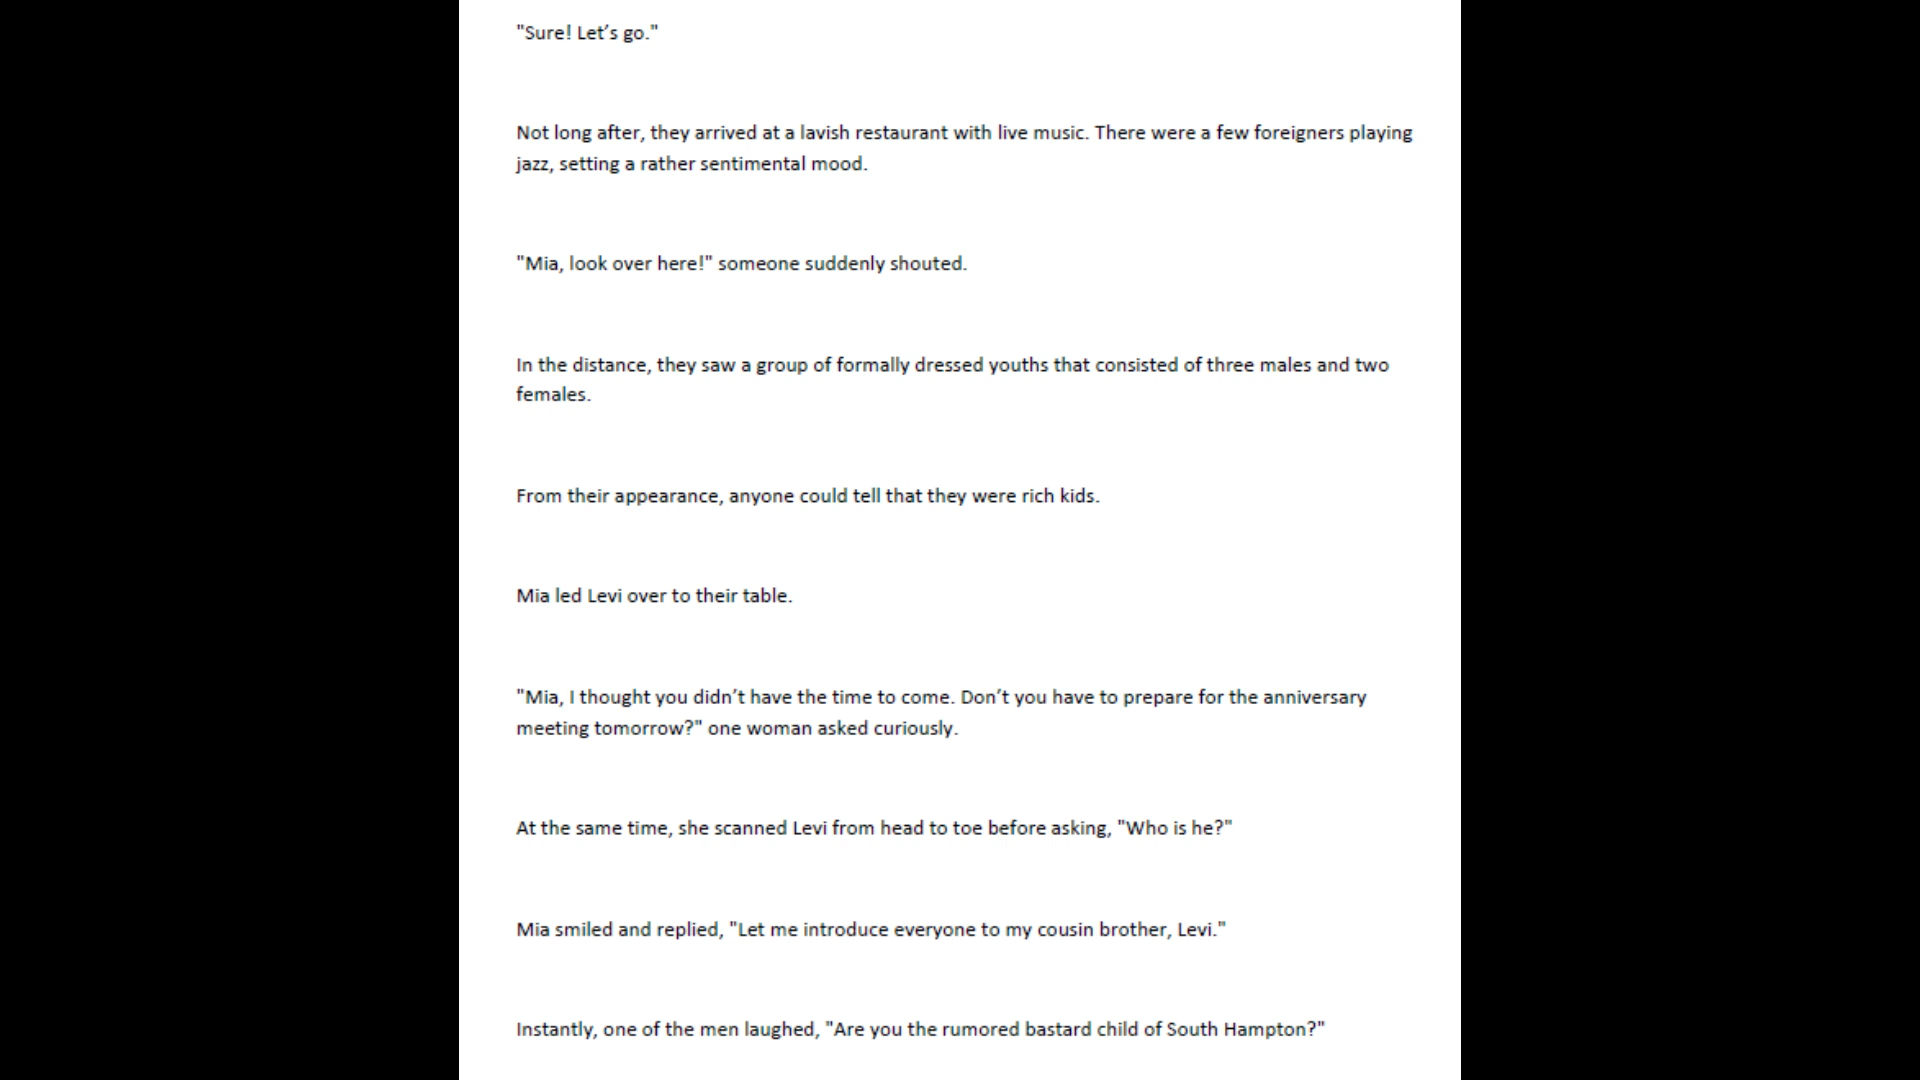 "Sure! Let’s go."
Not long after, they arrived at a lavish restaurant with live music. There were a few foreigners playing
jazz, setting a rather sentimental mood.
"Mia, look over here!" someone suddenly shouted.
In the distance, they saw a group of formally dressed youths that consisted of three males and two
females.
From their appearance, anyone could tell that they were rich kids.
Mia led Levi over to their table.
"Mia, I thought you didn’t have the time to come. Don’t you have to prepare for the anniversary
meeting tomorrow?" one woman asked curiously.
At the same time, she scanned Levi from head to toe before asking, "Who is he?"
Mia smiled and replied, "Let me introduce everyone to my cousin brother, Levi."
Instantly, one of the men laughed, "Are you the rumored bastard child of South Hampton?"